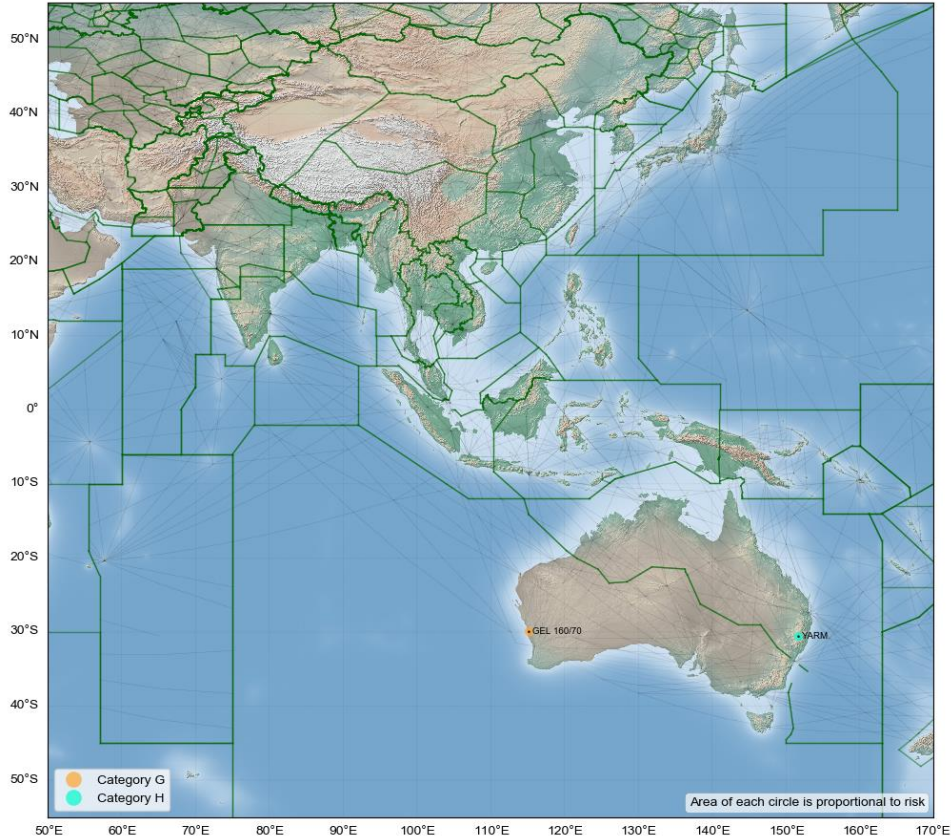 50°N
40°N
30°N
20°N
10°N
0°
10°S
20°S
30°S
GEL 160/70
YARM
40°S
50°S
Category G
Category H
Area of each circle is proportional to risk
50°E 60°E 70°E 80°E 90°E 100°E 110°E 120°E 130°E 140°E 150°E 160°E 170°E